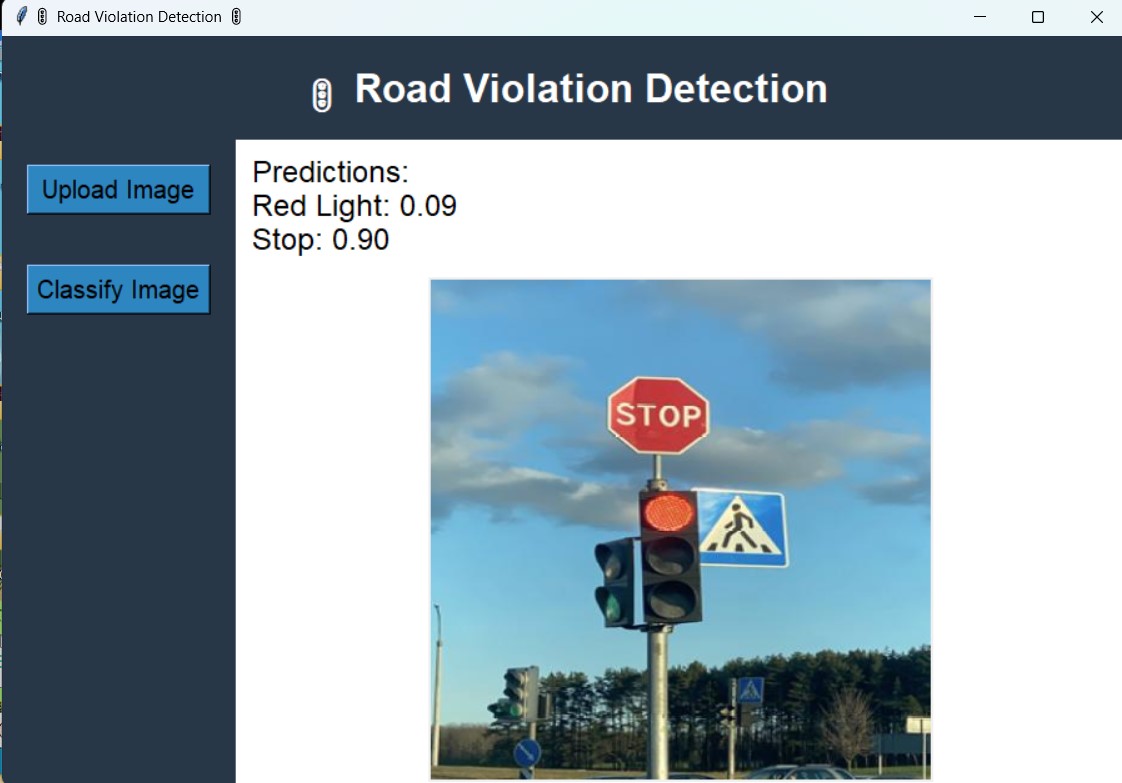 Road Violation Detection
Road Violation Detection
Upload Image
Classify Image
Predictions:
Red Light: 0.09
Stop: 0.90
STOP